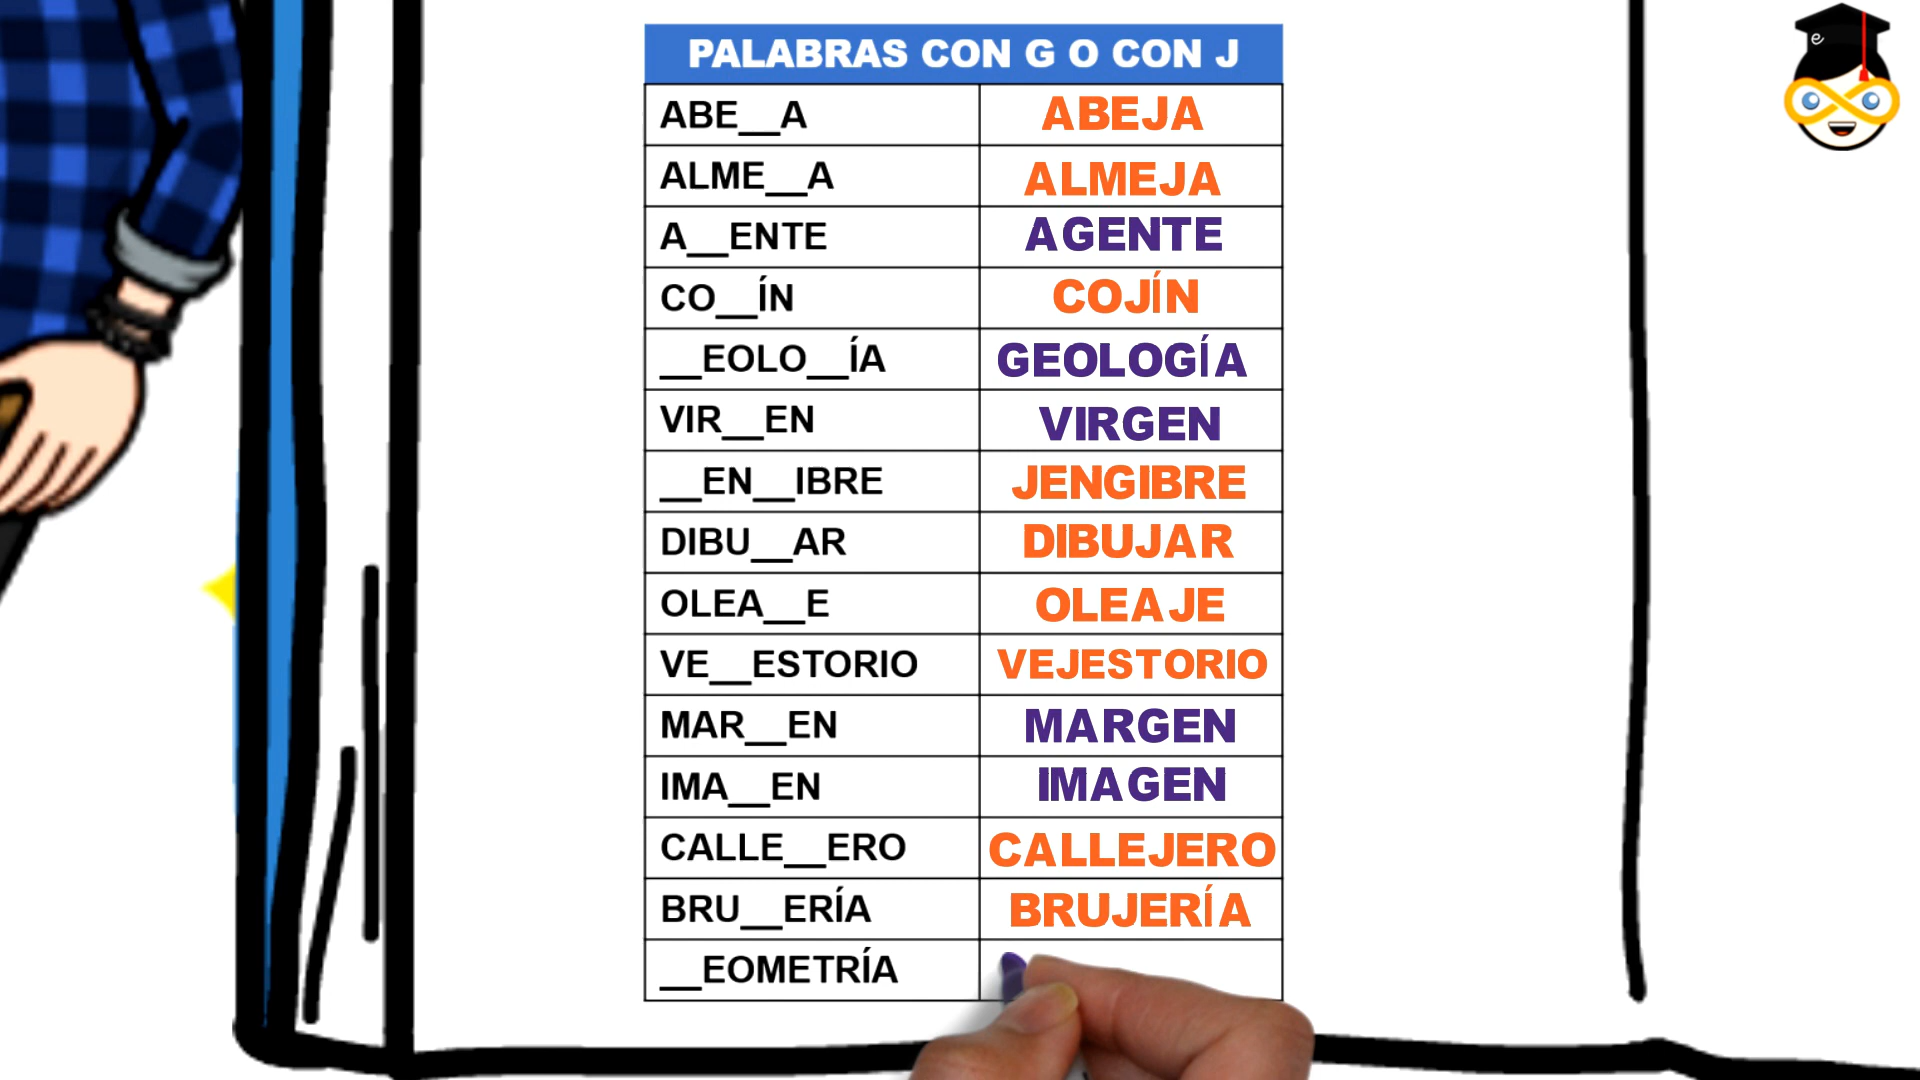 PALABRAS CON G O CON J
ABE__A ABEJA
ALME__A ALMEJA
A__ENTE AGENTE
CO__ÍN COJÍN
__EOLO__ÍA GEOLOGÍA
VIR__EN VIRGEN
__EN__IBRE JENGIBRE
DIBU__AR DIBUJAR
OLEA__E OLEAJE
VE__ESTORIO VEJESTORIO
MAR__EN MARGEN
IMA__EN IMAGEN
CALLE__ERO CALLEJERO
BRU__ERÍA BRUJERÍA
__EOMETRÍA
e